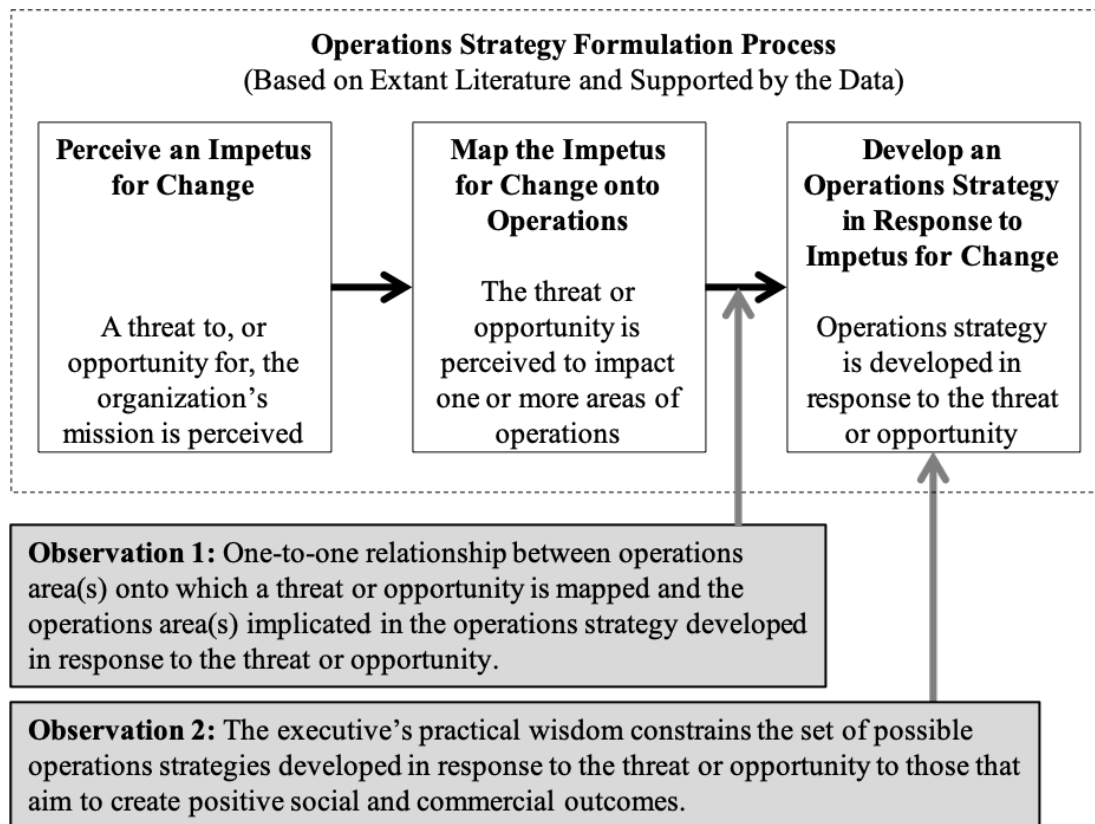 Operations Strategy Formulation Process
(Based on Extant Literature and Supported by the Data)
Perceive an Impetus
for Change
A threat to, or
opportunity for, the
organization’s
mission is perceived
Map the Impetus
for Change onto
Operations
The threat or
opportunity is
perceived to impact
one or more areas of
operations
Develop an
Operations Strategy
in Response to
Impetus for Change
Operations strategy
is developed in
response to the threat
or opportunity
Observation 1: One-to-one relationship between operations
area(s) onto which a threat or opportunity is mapped and the
operations area(s) implicated in the operations strategy developed
in response to the threat or opportunity.
Observation 2: The executive’s practical wisdom constrains the set of possible
operations strategies developed in response to the threat or opportunity to those that
aim to create positive social and commercial outcomes.